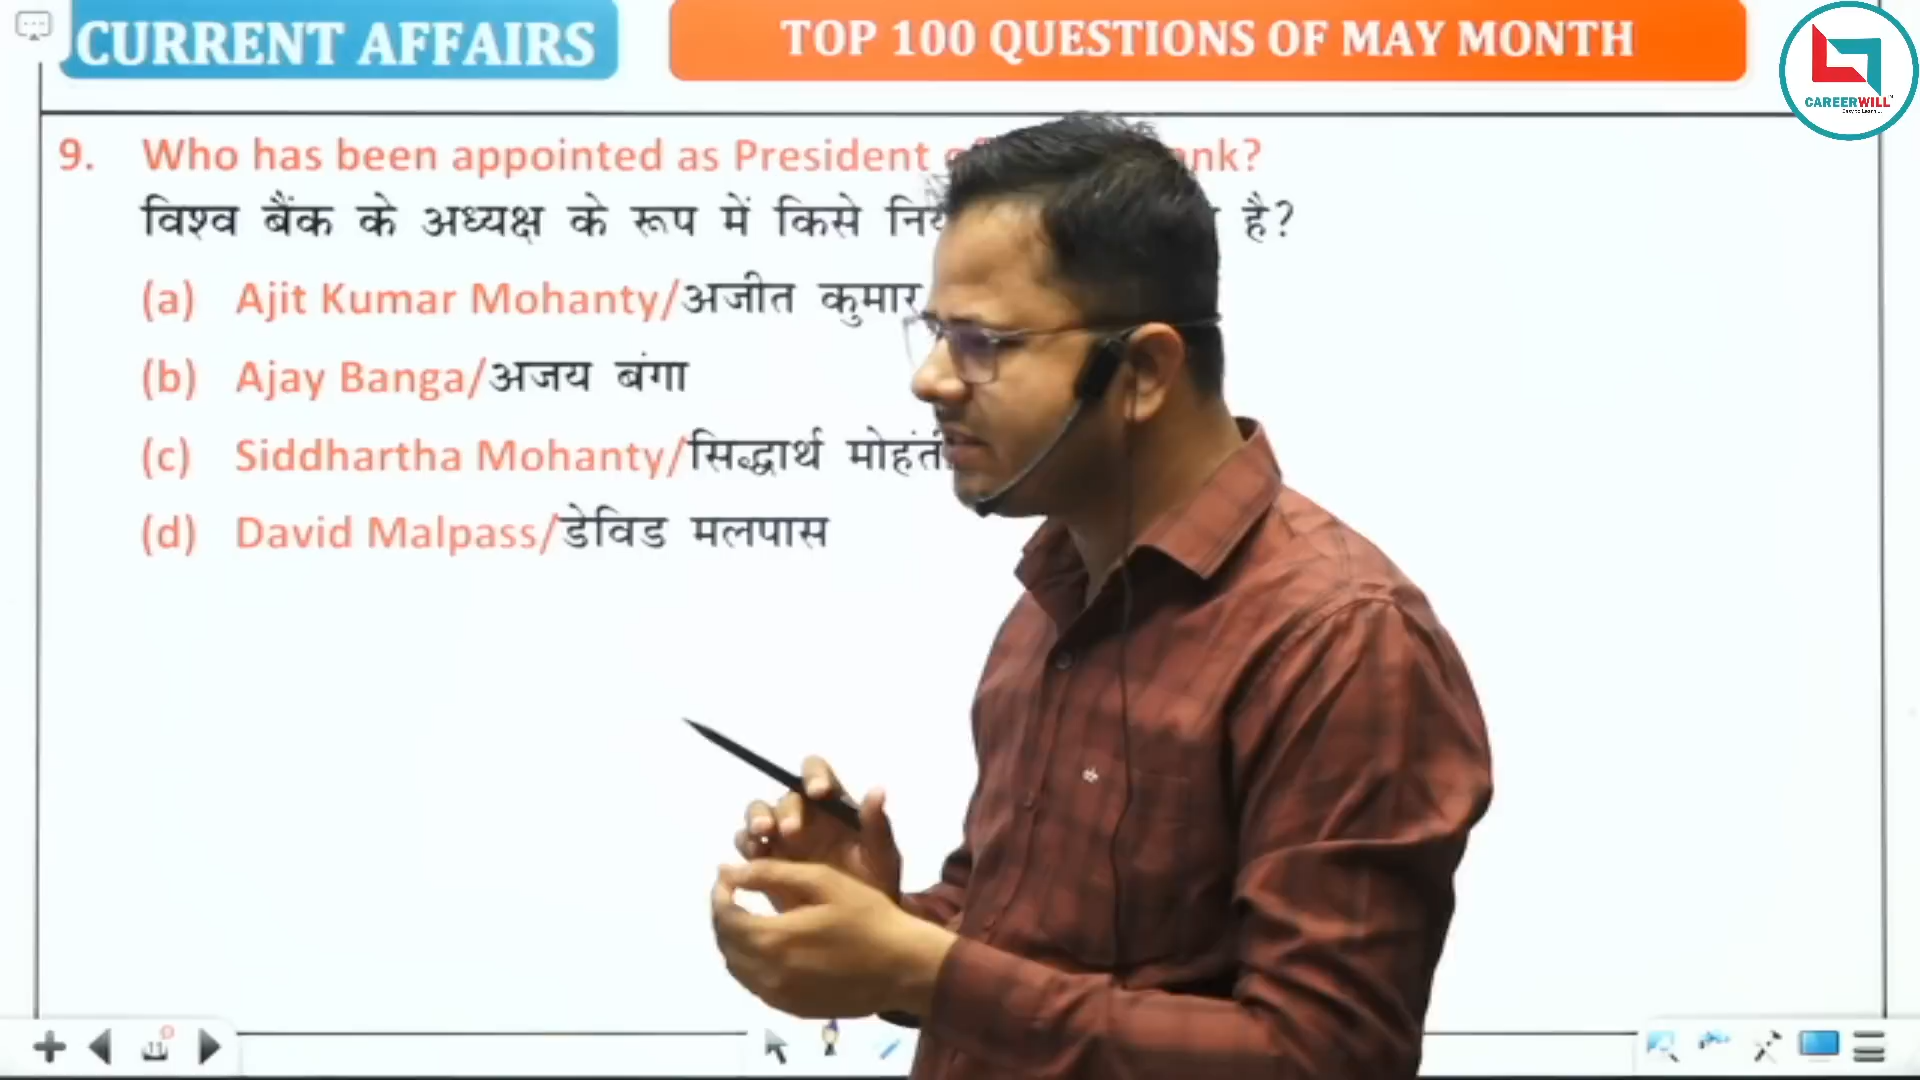 CURRENT AFFAIRS
TOP 100 QUESTIONS OF MAY MONTH
CAREERWILL
9. Who has been appointed as President
विश्व बैंक के अध्यक्ष के रूप में किसे है?
(a) Ajit Kumar Mohanty/अजीत कुमार
(b) Ajay Banga/अजय बंगा
(c) Siddhartha Mohanty/सिद्धार्थ मोहंती
(d) David Malpass/डेविड मलपास
11